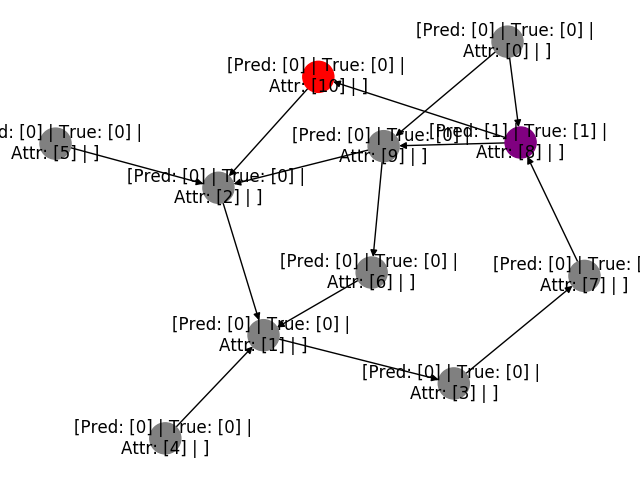 [Pred: [0] | True: [0] |
Attr: [0] | ]
[Pred: [0] | True: [0] |
Attr: [10] | ]
d: [0] | True: [0] |
Attr: [5] | ]
[Pred: [0] | True: [0] |
Attr: [9] | ]
[Pred: [1] | True: [1] |
Attr: [8] | ]
[Pred: [0] | True: [0] |
Attr: [2] | ]
[Pred: [0] | True: [0] |
Attr: [6] | ]
[Pred: [0] | True: [
Attr: [7] | ]
[Pred: [0] | True: [0] |
Attr: [1] | ]
[Pred: [0] | True: [0] |
Attr: [3] | ]
[Pred: [0] | True: [0] |
Attr: [4] | ]